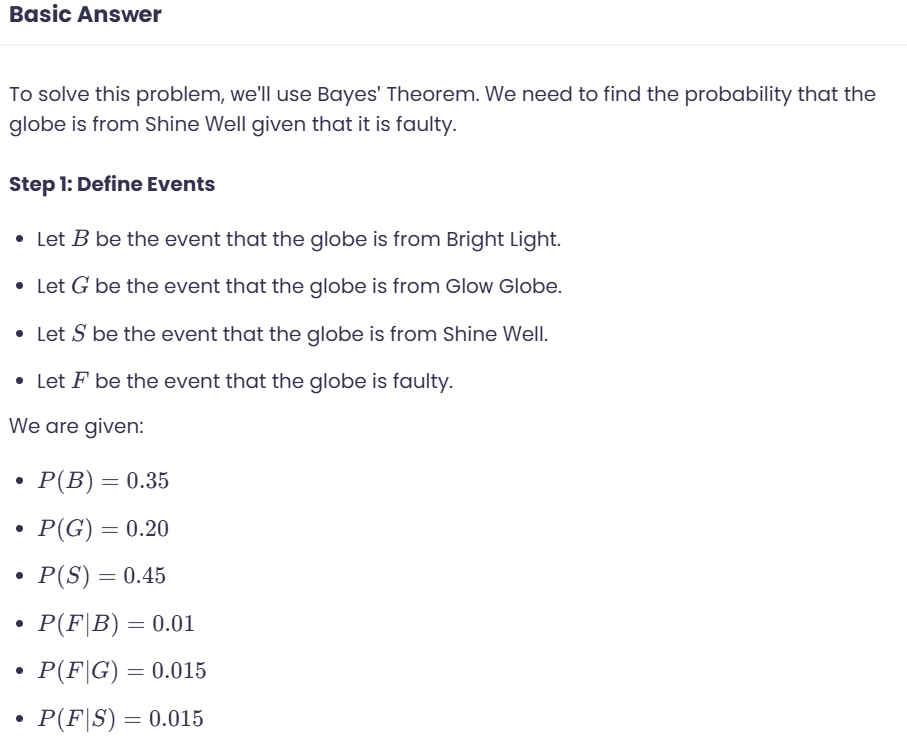 Basic Answer
To solve this problem, we'll use Bayes' Theorem. We need to find the probability that the
globe is from Shine Well given that it is faulty.
Step 1: Define Events
• Let B be the event that the globe is from Bright Light.
• Let G be the event that the globe is from Glow Globe.
• Let S be the event that the globe is from Shine Well.
• Let F be the event that the globe is faulty.
We are given:
• P(B) = 0.35
• P(G) = 0.20
• P(S) = 0.45
• P(F|B) = 0.01
• P(F|G) = 0.015
• P(F|S) = 0.015